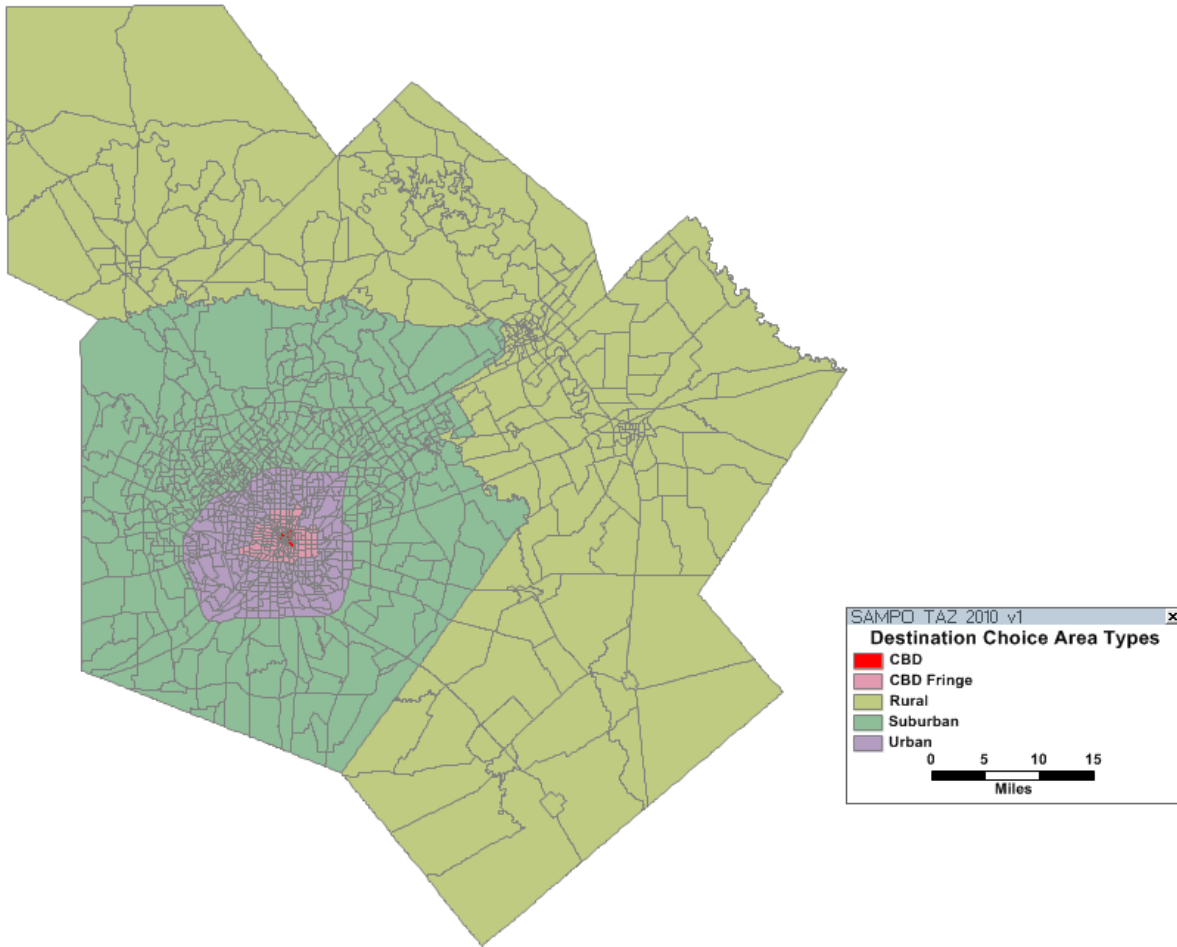 SAMPO TAZ 2010 v1
Destination Choice Area Types
CBD
CBD Fringe
Rural
Suburban
Urban
0 5 10 15
Miles